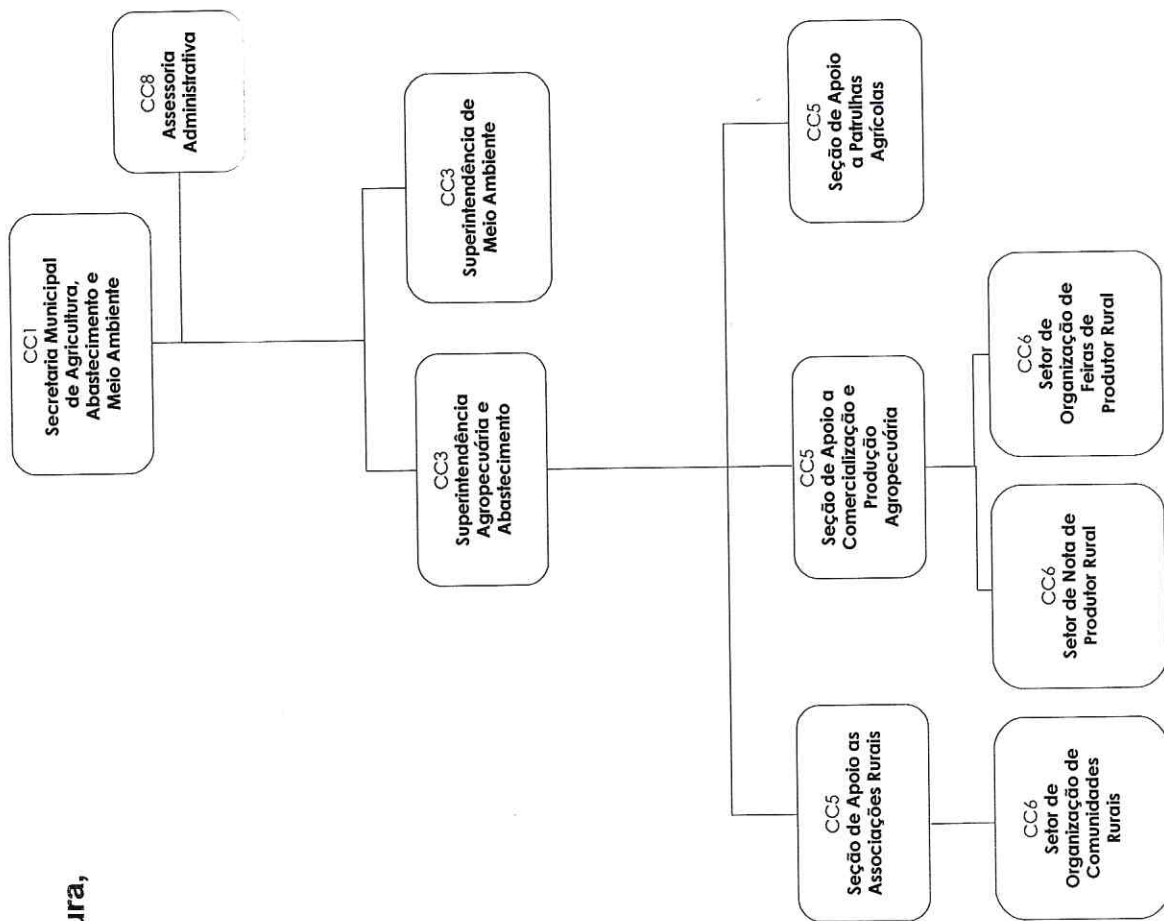 ura,
CC1
Secretaria Municipal
de Agricultura,
Abastecimento e
Meio Ambiente
CC8
Assessoria
Administrativa
CC3
Superintendência
Agropecuária e
Abastecimento
CC3
Superintendência de
Meio Ambiente
CC5
Seção de Apoio as
Associações Rurais
CC5
Seção de Apoio a
Comercialização e
Produção
Agropecuária
CC5
Seção de Apoio
a Patrulhas
Agrícolas
CC6
Setor de
Organização de
Comunidades
Rurais
CC6
Setor de Nota de
Produtor Rural
CC6
Setor de
Organização de
Feiras de
Produtor Rural